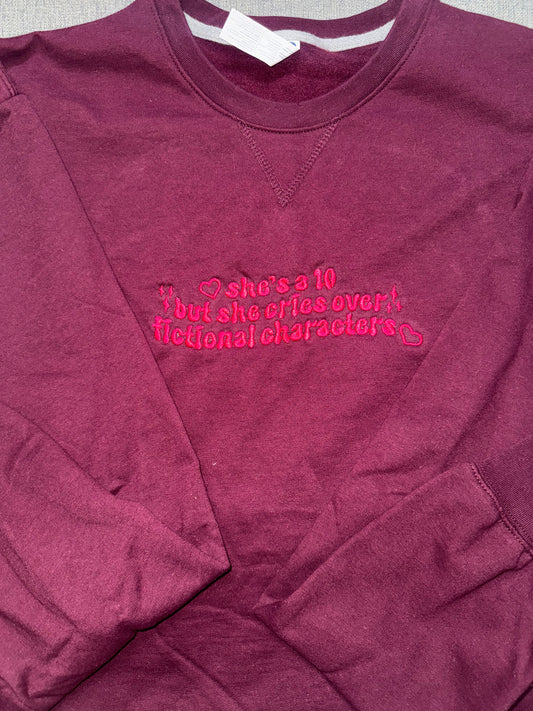 she's a 10
but she cries over
fictional characters